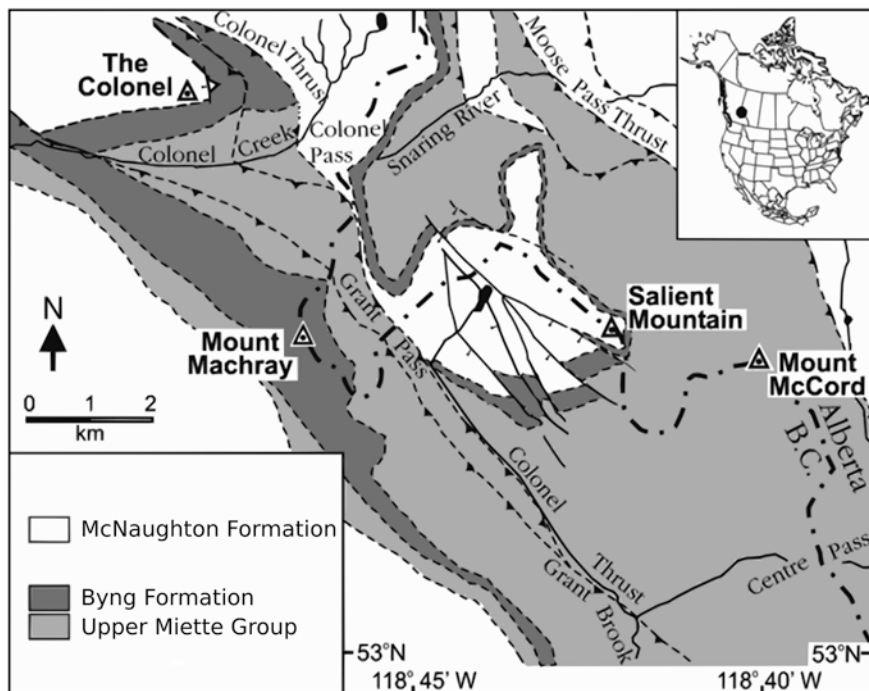 The
Colonel
Colonel Thrust
Moose Pass Thrust
Colonel
Creek
Colonel
Pass
Snaring River
N
0 1 2
km
Mount
Machray
Grant
Pass
Salient
Mountain
Mount
McCord
Alberta
B.C.
Colonel
Thrust
Grant
Brook
Centre Pass
McNaughton Formation
Byng Formation
Upper Miette Group
53°N
53°N
118°45' W
118°40' W